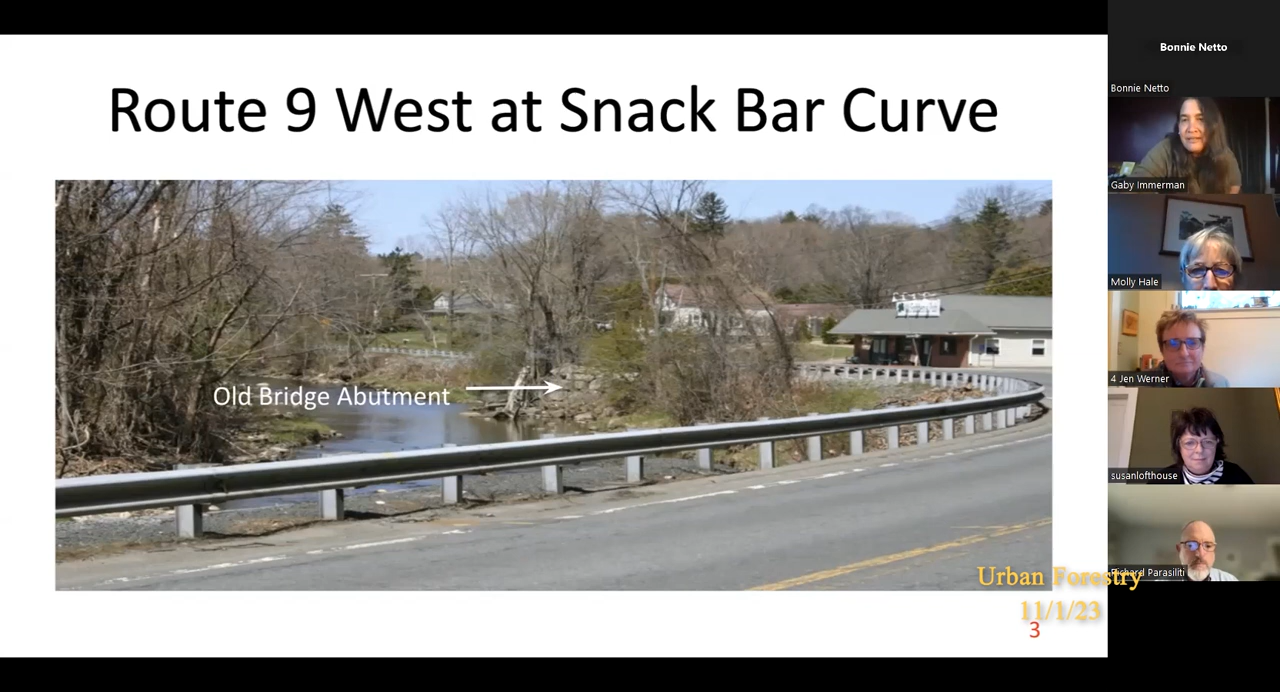 Route 9 West at Snack Bar Curve
Old Bridge Abutment
3
Urban Forestry
11/1/23
Bonnie Netto
Bonnie Netto
Gaby Immerman
Molly Hale
4 Jen Werner
susanlofthouse
Richard Parasiliti